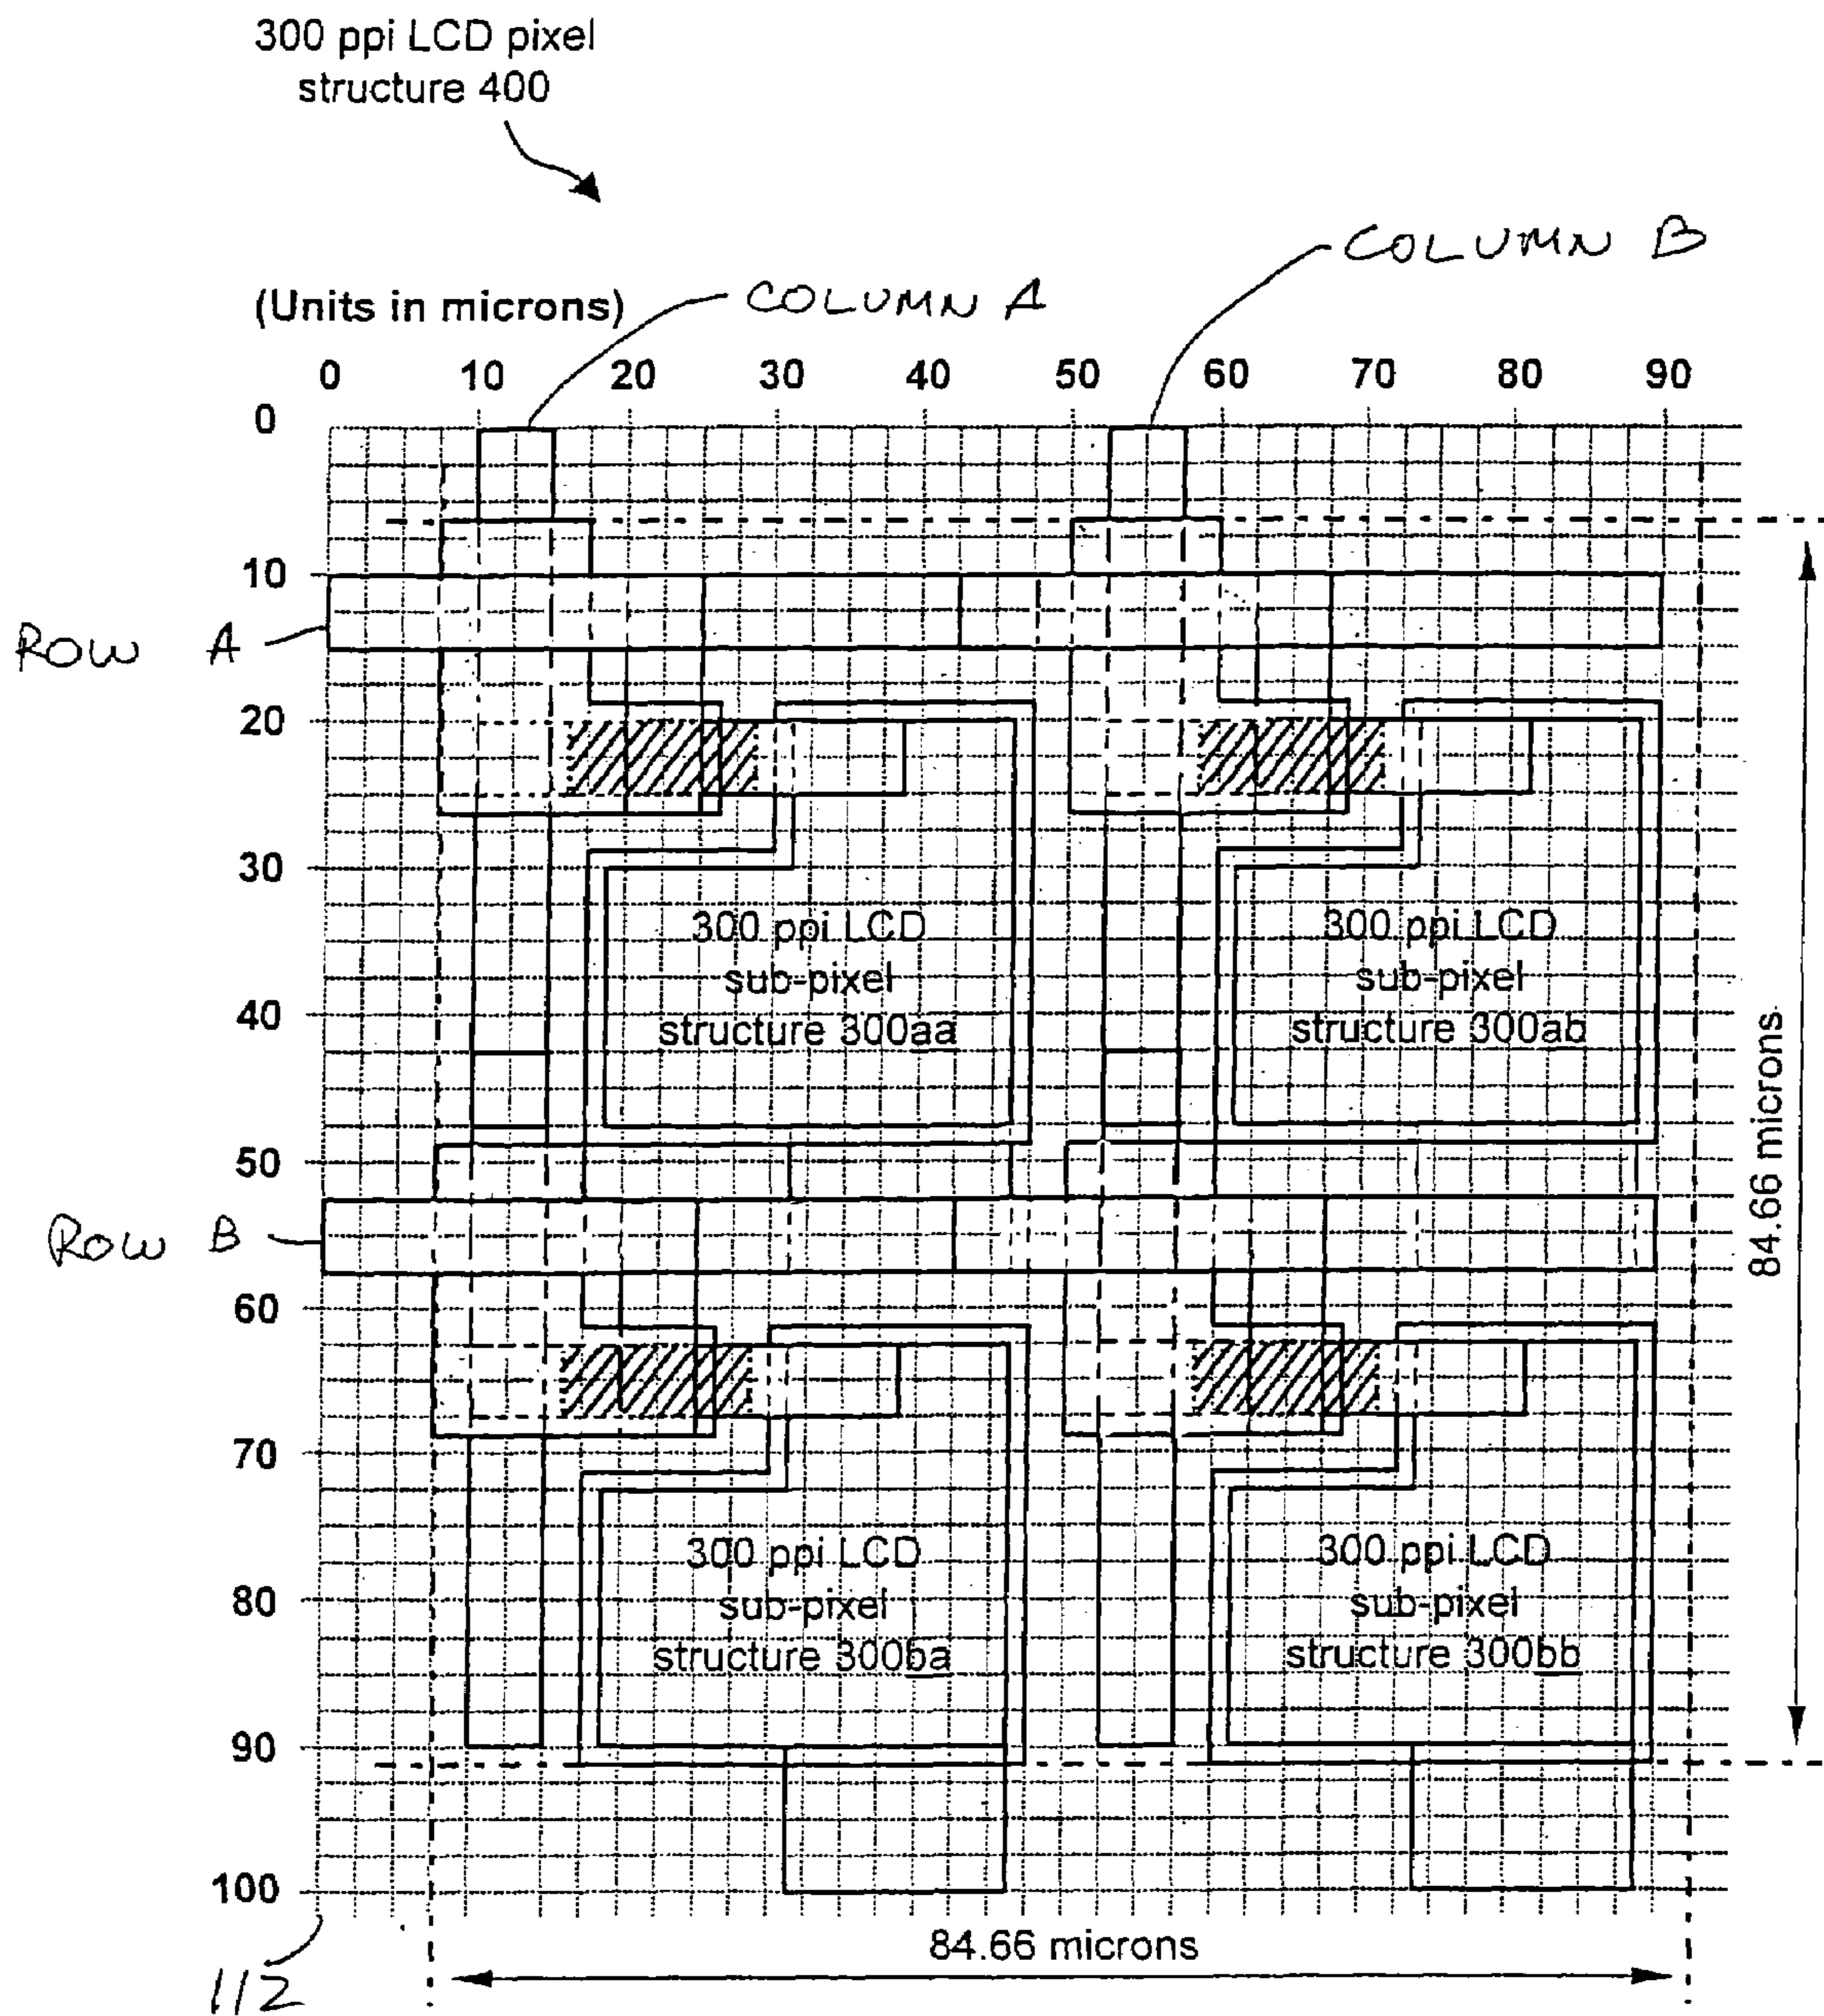 300 ppi LCD pixel
structure 400
COLUMN B
(Units in microns)
COLUMN A
0 10 20 30 40 50 60 70 80 90
0
10
ROW A
20
30
300 ppi LCD
sub-pixel
structure 300aa
300 ppi LCD
sub-pixel
structure 300ab
40
50
ROW B
60
70
300 ppi LCD
sub-pixel
structure 300ba
300 ppi LCD
sub-pixel
structure 300bb
80
90
100
84.66 microns
84.66 microns
112